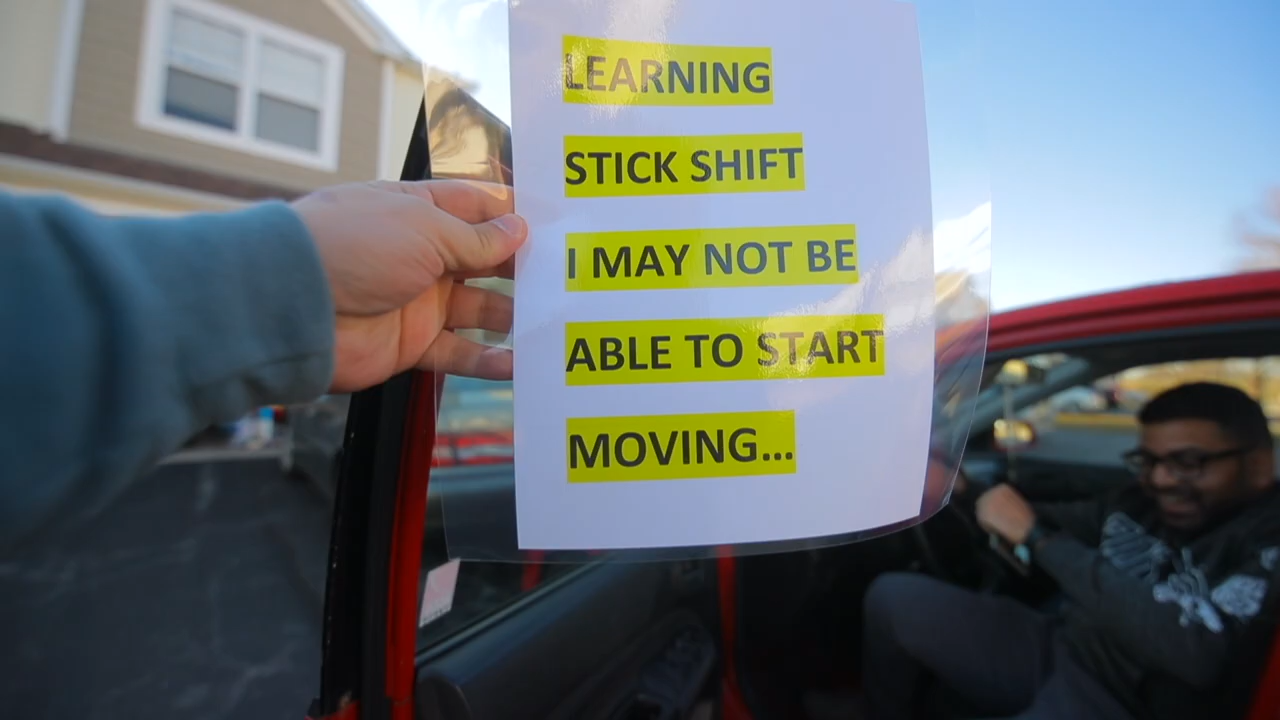 LEARNING
STICK SHIFT
I MAY NOT BE
ABLE TO START
MOVING...